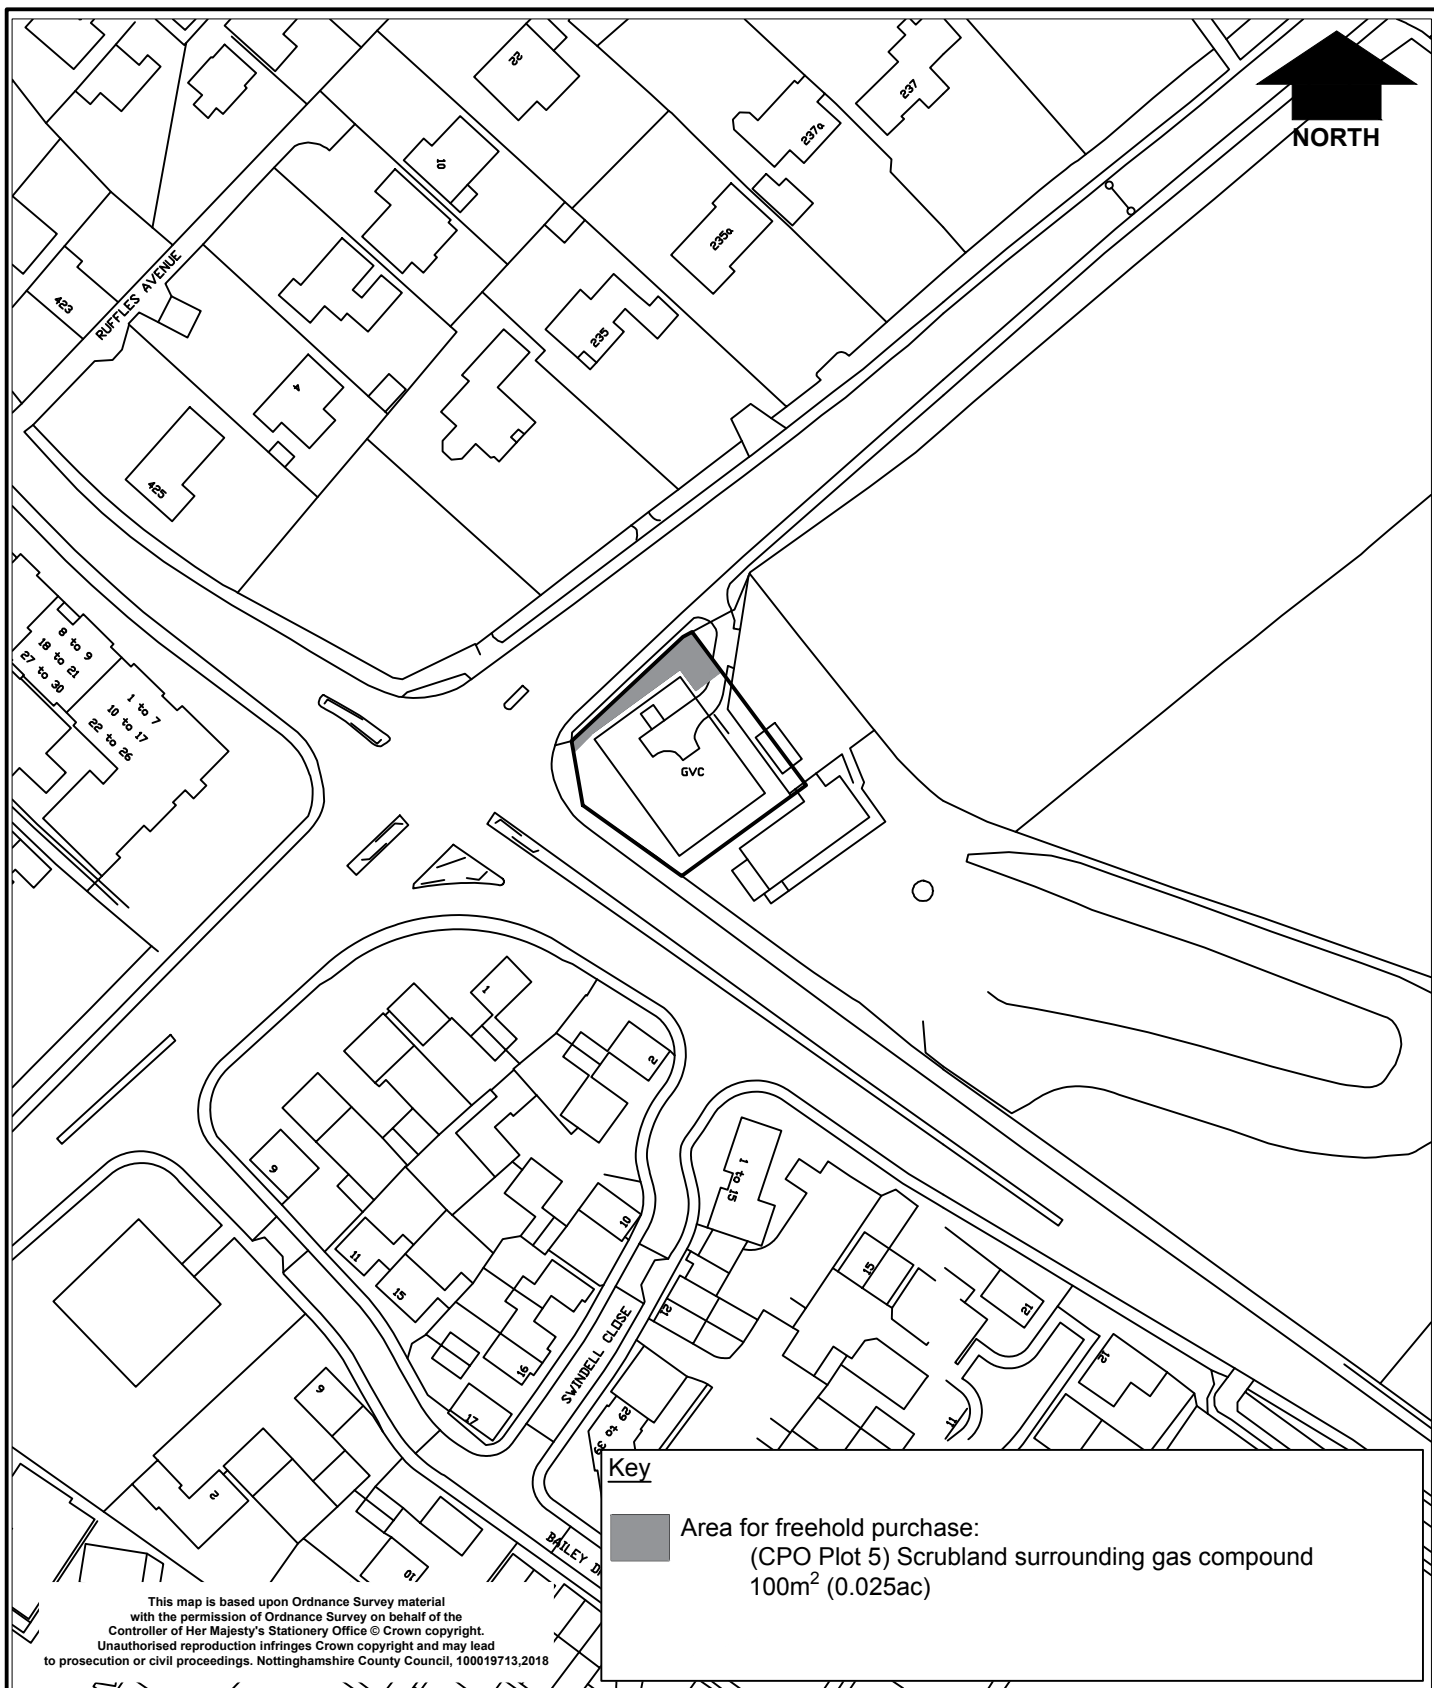 22
237
237a
NORTH
10
235a
RUFFLES AVENUE
423
235
4
425
8 to 9
18 to 21
27 to 30
1 to 7
10 to 17
22 to 26
GVC
1
2
9
1 to 15
10
11
15
15
21
21
SWINDELL CLOSE
16
17
12
11
9
29 to 39
2
10
BAILEY
Key
Area for freehold purchase:
(CPO Plot 5) Scrubland surrounding gas compound
100m² (0.025ac)
This map is based upon Ordnance Survey material
with the permission of Ordnance Survey on behalf of the
Controller of Her Majesty's Stationery Office © Crown copyright.
Unauthorised reproduction infringes Crown copyright and may lead
to prosecution or civil proceedings. Nottinghamshire County Council, 100019713,2018